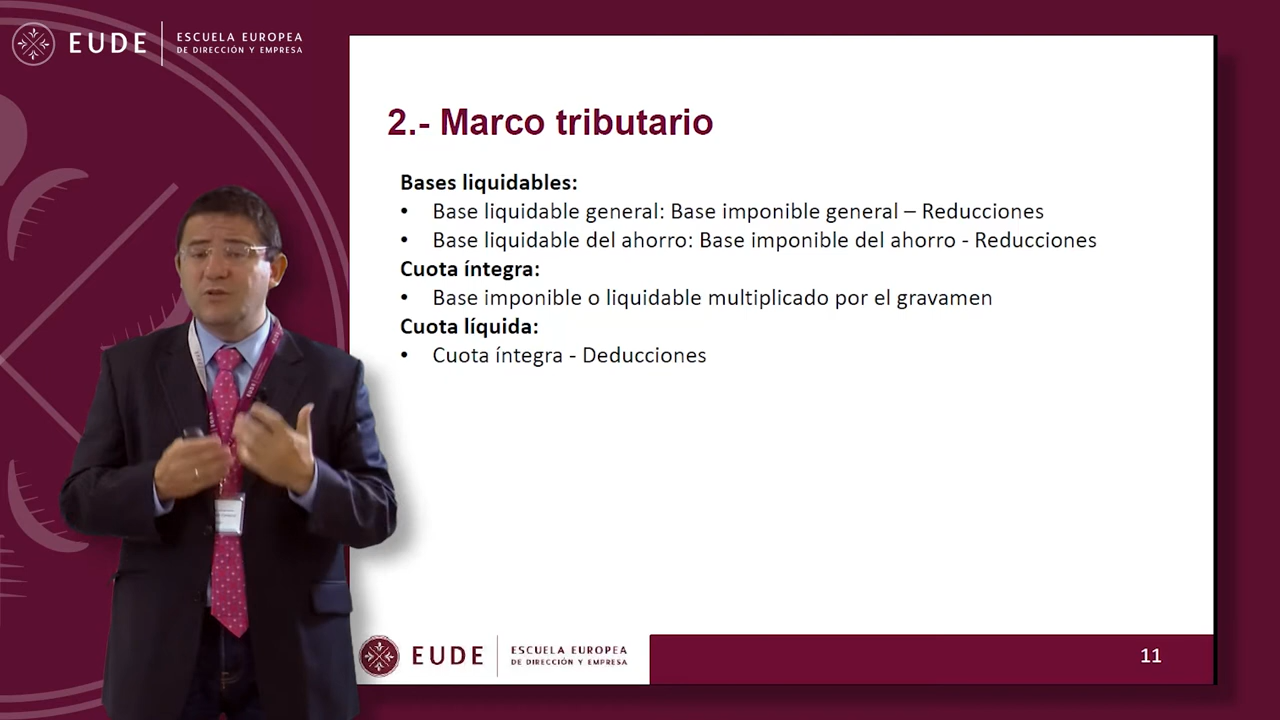 EUDE
ESCUELA EUROPEA
DE DIRECCIÓN Y EMPRESA
2.- Marco tributario
Bases liquidables:
• Base liquidable general: Base imponible general – Reducciones
• Base liquidable del ahorro: Base imponible del ahorro - Reducciones
Cuota íntegra:
• Base imponible o liquidable multiplicado por el gravamen
Cuota líquida:
• Cuota íntegra - Deducciones
EUDE
ESCUELA EUROPEA
DE DIRECCIÓN Y EMPRESA
11